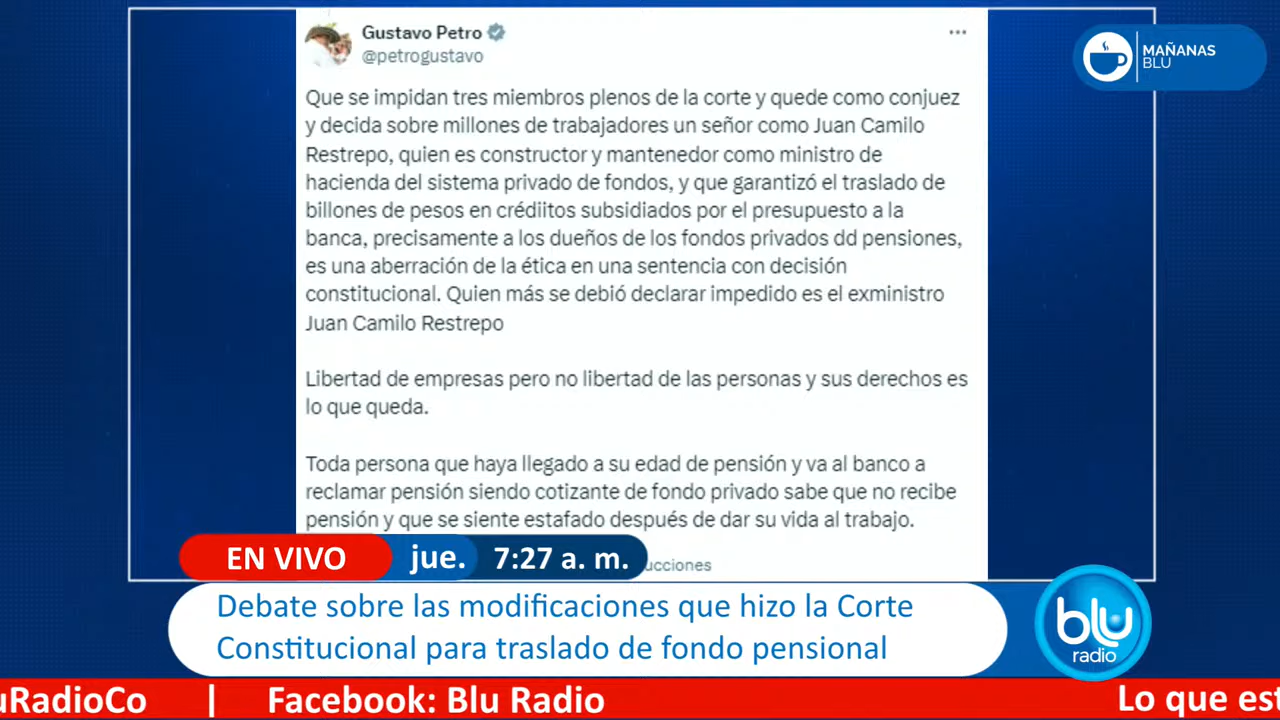 Gustavo Petro
@petrogustavo
MAÑANAS
BLU
Que se impidan tres miembros plenos de la corte y quede como conjuez
y decida sobre millones de trabajadores un señor como Juan Camilo
Restrepo, quien es constructor y mantenedor como ministro de
hacienda del sistema privado de fondos, y que garantizó el traslado de
billones de pesos en crédiitos subsidiados por el presupuesto a la
banca, precisamente a los dueños de los fondos privados dd pensiones,
es una aberración de la ética en una sentencia con decisión
constitucional. Quien más se debió declarar impedido es el exministro
Juan Camilo Restrepo
Libertad de empresas pero no libertad de las personas y sus derechos es
lo que queda.
Toda persona que haya llegado a su edad de pensión y va al banco a
reclamar pensión siendo cotizante de fondo privado sabe que no recibe
pensión y que se siente estafado después de dar su vida al trabajo.
ucciones
EN VIVO jue. 7:27 a. m.
Debate sobre las modificaciones que hizo la Corte
Constitucional para traslado de fondo pensional
blu
radio
uRadioCo | Facebook: Blu Radio Lo que est